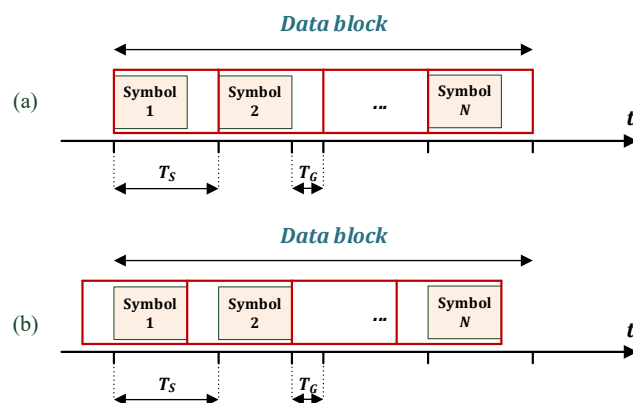 Data block
(a)
Symbol
1
Symbol
2
...
Symbol
N
t
T_S
T_G
Data block
(b)
Symbol
1
Symbol
2
...
Symbol
N
t
T_S
T_G